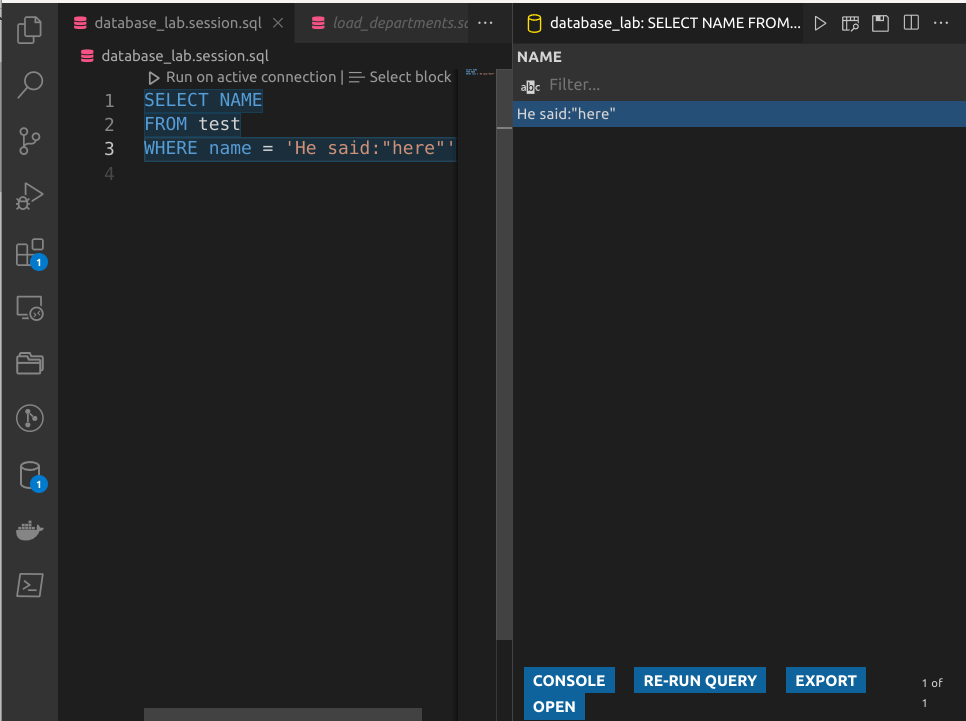 database_lab.session.sql
load_departments.sc
database_lab: SELECT NAME FROM...
database_lab.session.sql
Run on active connection | Select block
1 SELECT NAME
2 FROM test
3 WHERE name = 'He said:"here"'
4
NAME
abc Filter...
He said:"here"
1
1
CONSOLE RE-RUN QUERY EXPORT
OPEN
1 of
1